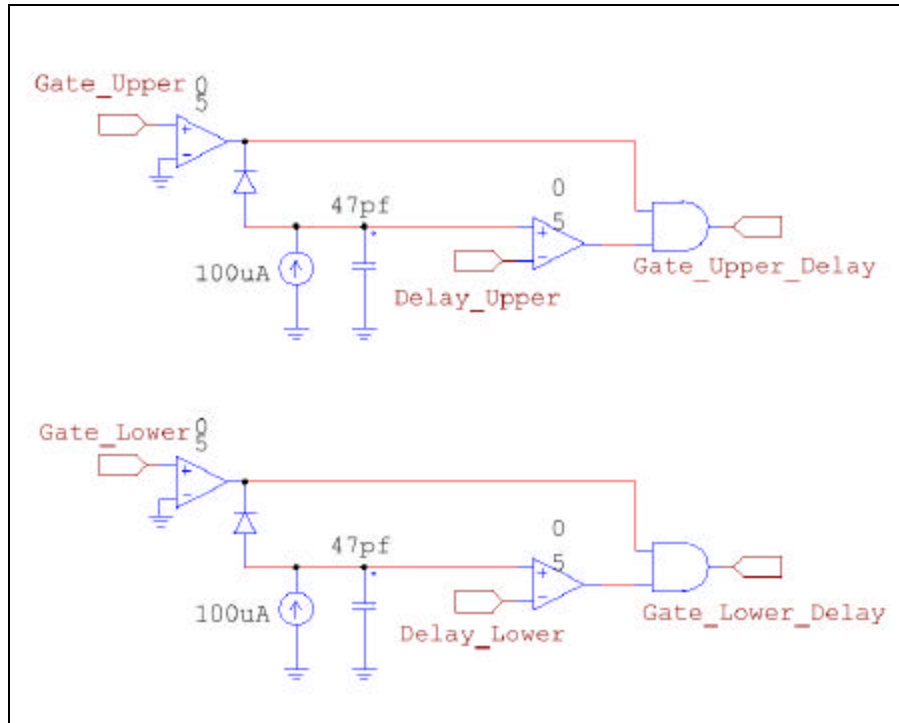 Gate_Upper
0
5
47pf
0
5
100uA
Delay_Upper
Gate_Upper_Delay
Gate_Lower
0
5
47pf
0
5
100uA
Delay_Lower
Gate_Lower_Delay